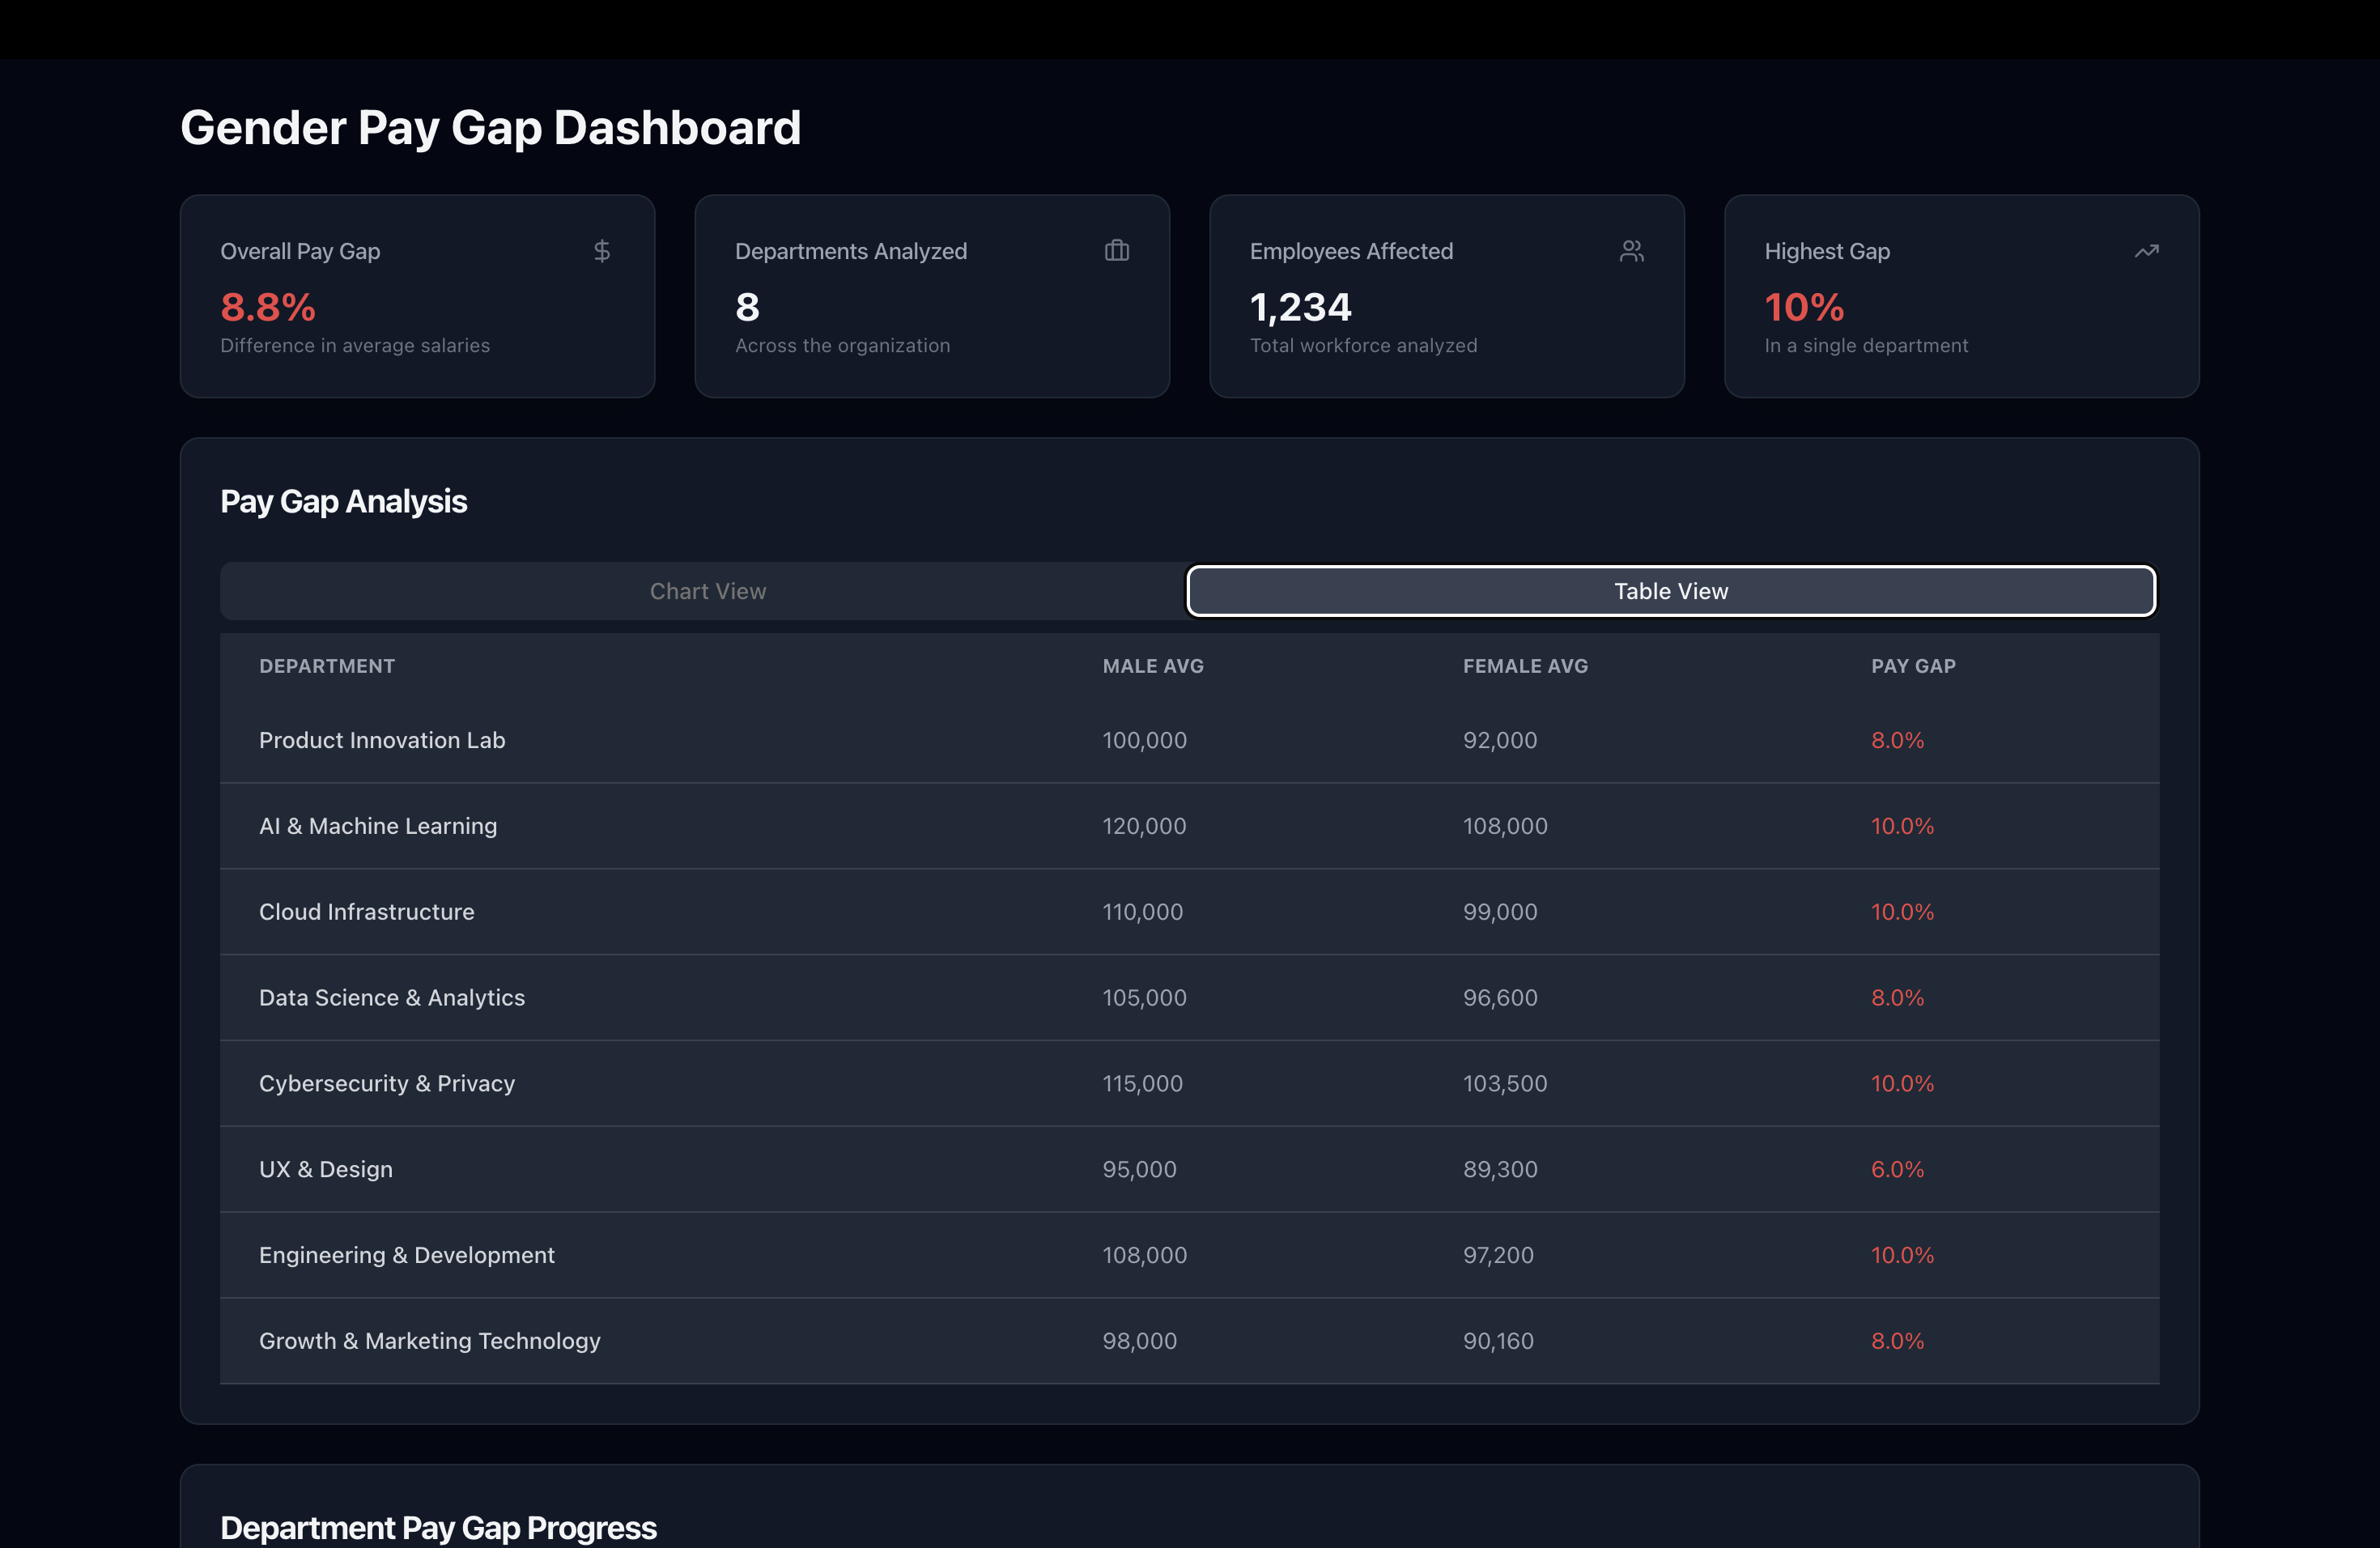 Gender Pay Gap Dashboard
Overall Pay Gap
8.8%
Difference in average salaries
Departments Analyzed
8
Across the organization
Employees Affected
1,234
Total workforce analyzed
Highest Gap
10%
In a single department
Pay Gap Analysis
Chart View Table View
DEPARTMENT MALE AVG FEMALE AVG PAY GAP
Product Innovation Lab 100,000 92,000 8.0%
AI & Machine Learning 120,000 108,000 10.0%
Cloud Infrastructure 110,000 99,000 10.0%
Data Science & Analytics 105,000 96,600 8.0%
Cybersecurity & Privacy 115,000 103,500 10.0%
UX & Design 95,000 89,300 6.0%
Engineering & Development 108,000 97,200 10.0%
Growth & Marketing Technology 98,000 90,160 8.0%
Department Pay Gap Progress